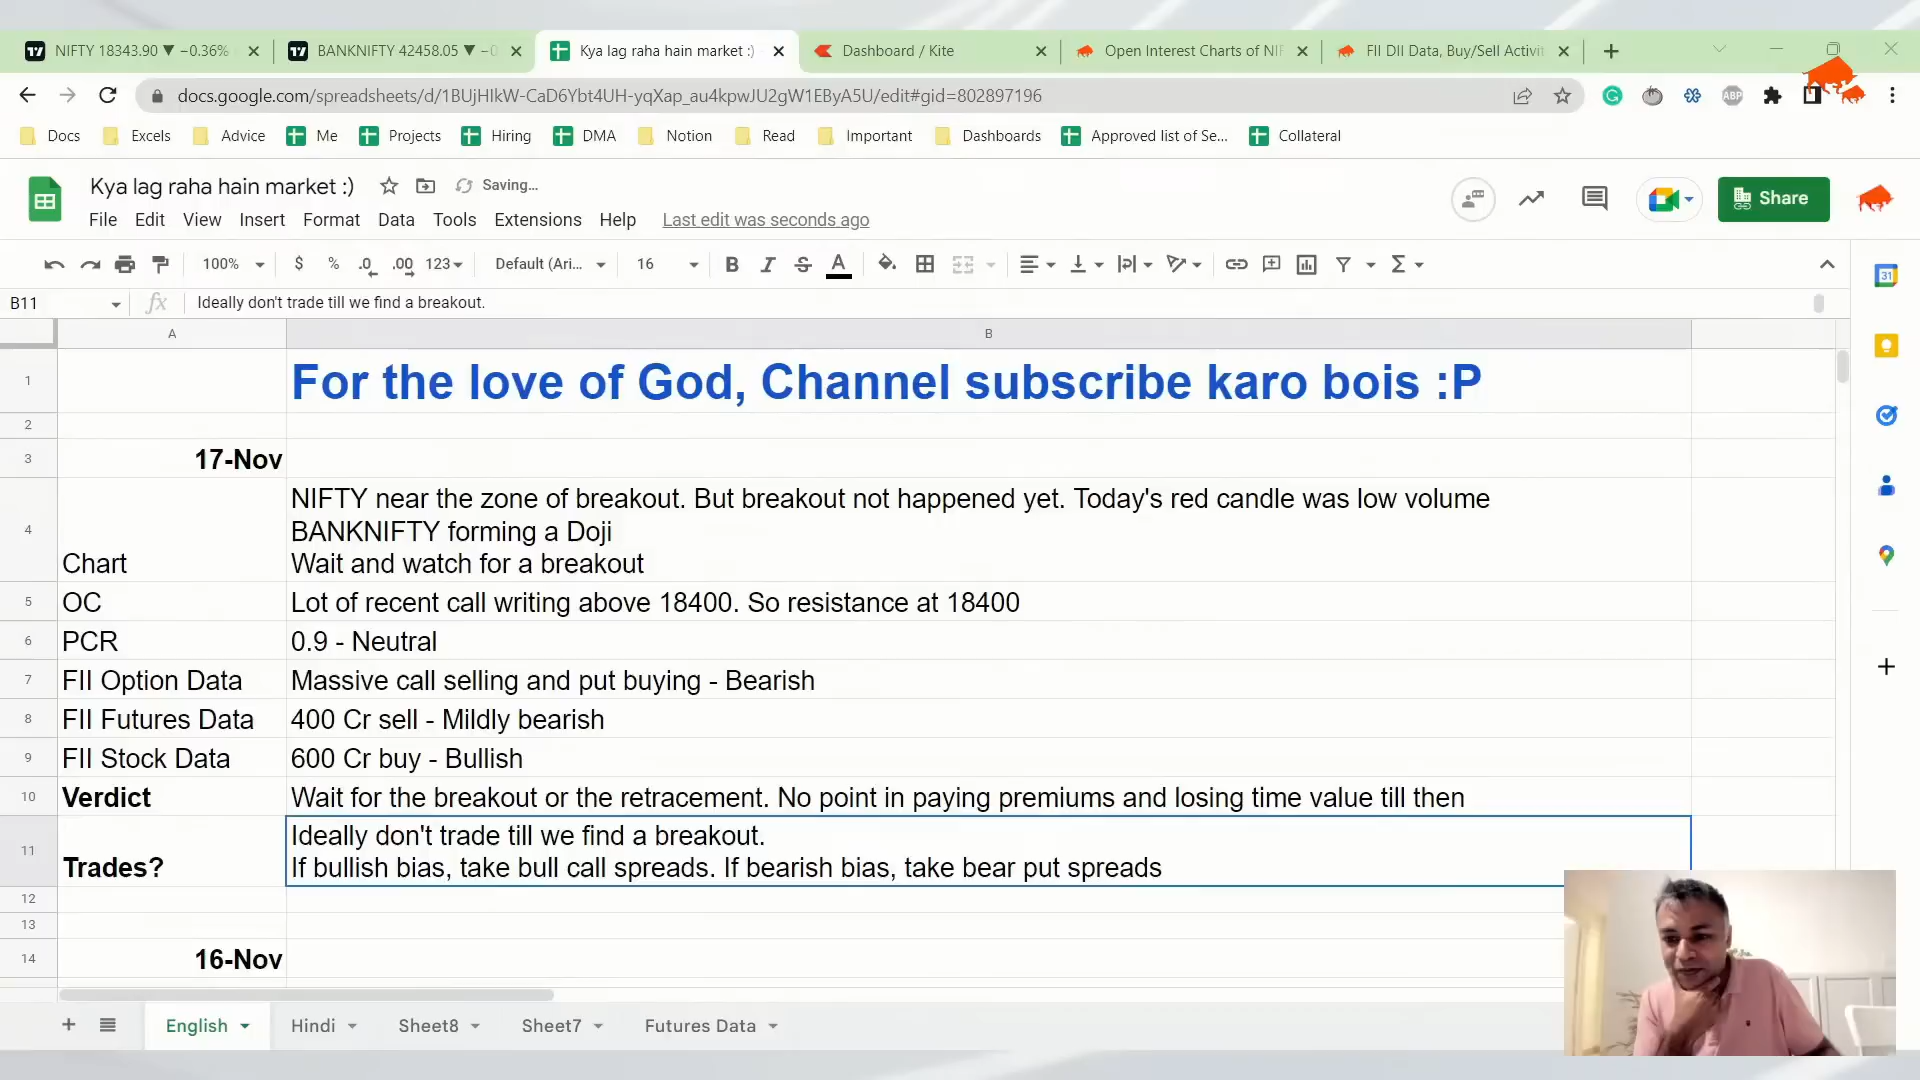 NIFTY 18343.90 ▼ −0.36%
BANKNIFTY 42458.05 ▼ −0
Kya lag raha hain market :)
Dashboard / Kite
Open Interest Charts of NIF
FII DII Data, Buy/Sell Activit
docs.google.com/spreadsheets/d/1BUjHIkW-CaD6Ybt4UH-yqXap_au4kpwJU2gW1EByA5U/edit#gid=802897196
ABP
Docs Excels Advice Me Projects Hiring DMA Notion Read Important Dashboards Approved list of Se... Collateral
Kya lag raha hain market :)
Saving...
Share
File Edit View Insert Format Data Tools Extensions Help Last edit was seconds ago
100% $ % .0 .00 123 Default (Ari... 16 B I S A Σ
31
B11 fx Ideally don't trade till we find a breakout.
A B
1 For the love of God, Channel subscribe karo bois :P
2
3 17-Nov
NIFTY near the zone of breakout. But breakout not happened yet. Today's red candle was low volume
BANKNIFTY forming a Doji
4 Chart Wait and watch for a breakout
5 OC Lot of recent call writing above 18400. So resistance at 18400
6 PCR 0.9 - Neutral
7 FII Option Data Massive call selling and put buying - Bearish
8 FII Futures Data 400 Cr sell - Mildly bearish
9 FII Stock Data 600 Cr buy - Bullish
10 Verdict Wait for the breakout or the retracement. No point in paying premiums and losing time value till then
Ideally don't trade till we find a breakout.
11 Trades? If bullish bias, take bull call spreads. If bearish bias, take bear put spreads
12
13
14 16-Nov
English Hindi Sheet8 Sheet7 Futures Data